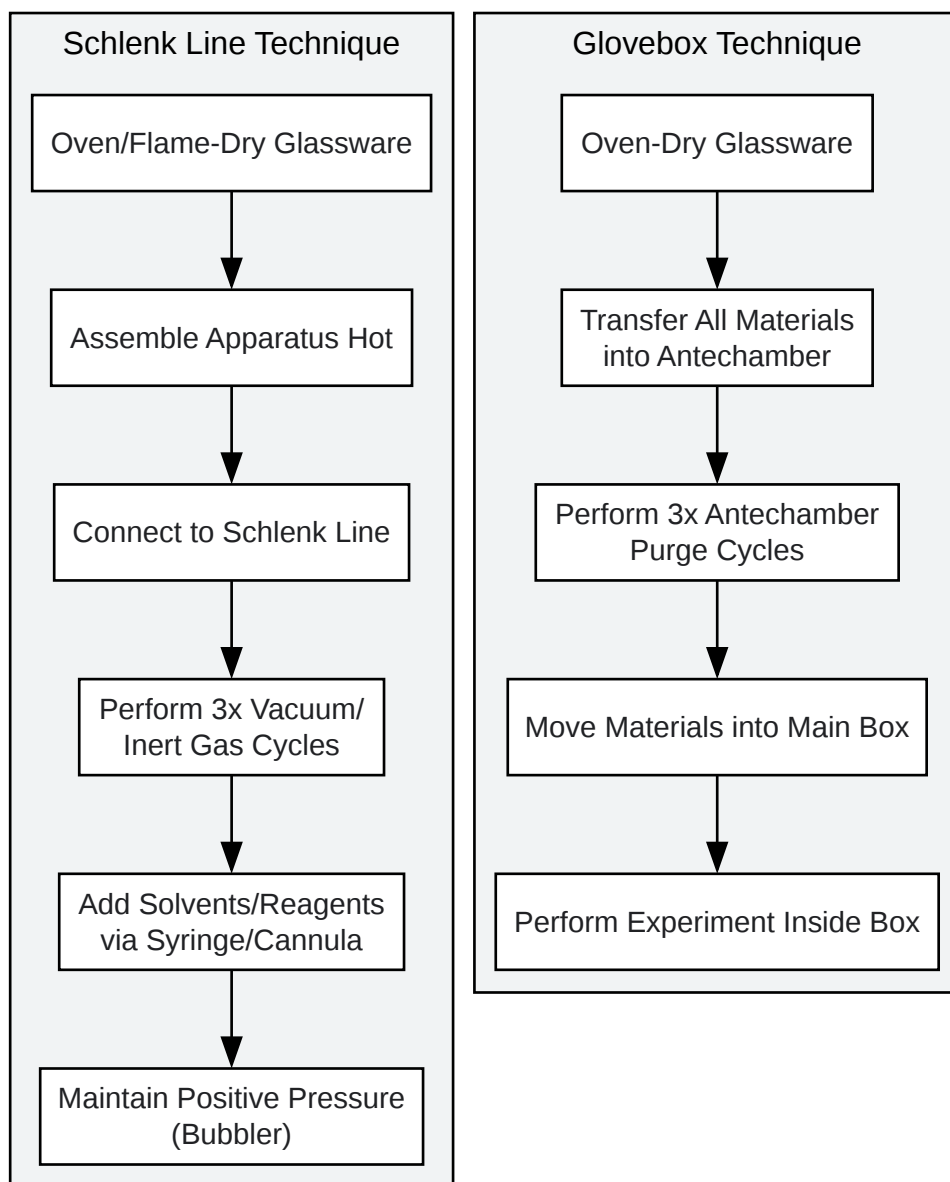 Schlenk Line Technique
Oven/Flame-Dry Glassware
Assemble Apparatus Hot
Connect to Schlenk Line
Perform 3x Vacuum/
Inert Gas Cycles
Add Solvents/Reagents
via Syringe/Cannula
Maintain Positive Pressure
(Bubbler)
Glovebox Technique
Oven-Dry Glassware
Transfer All Materials
into Antechamber
Perform 3x Antechamber
Purge Cycles
Move Materials into Main Box
Perform Experiment Inside Box